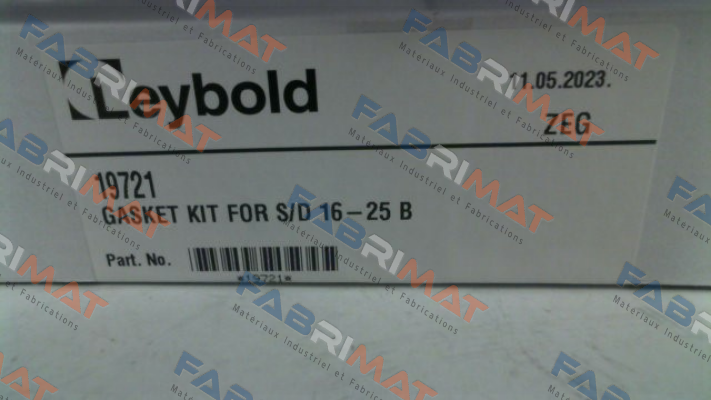 Leybold
11.05.2023.
ZEG
19721
GASKET KIT FOR S/D 16-25 B
Part. No.
*19721*
FABRIMAT
Materiaux Industriel et Fabrications